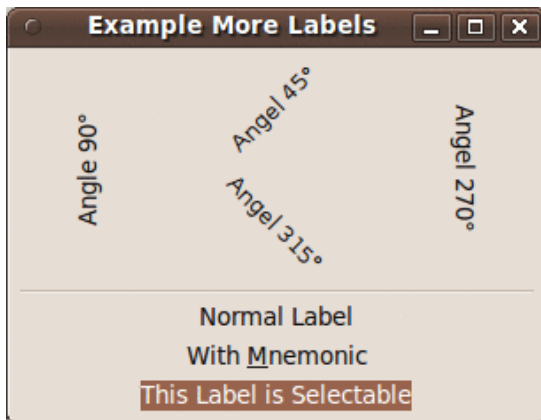 Example More Labels
Angle 90°
Angel 45°
Angel 315°
Angel 270°
Normal Label
With Mnemonic
This Label is Selectable